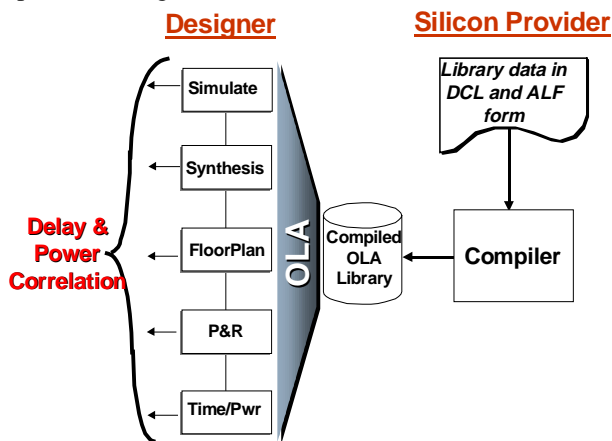 Designer
Silicon Provider
Library data in
DCL and ALF
form
Simulate
Synthesis
Delay &
Power
Correlation
FloorPlan
OLA
Compiled
OLA
Library
Compiler
P&R
Time/Pwr